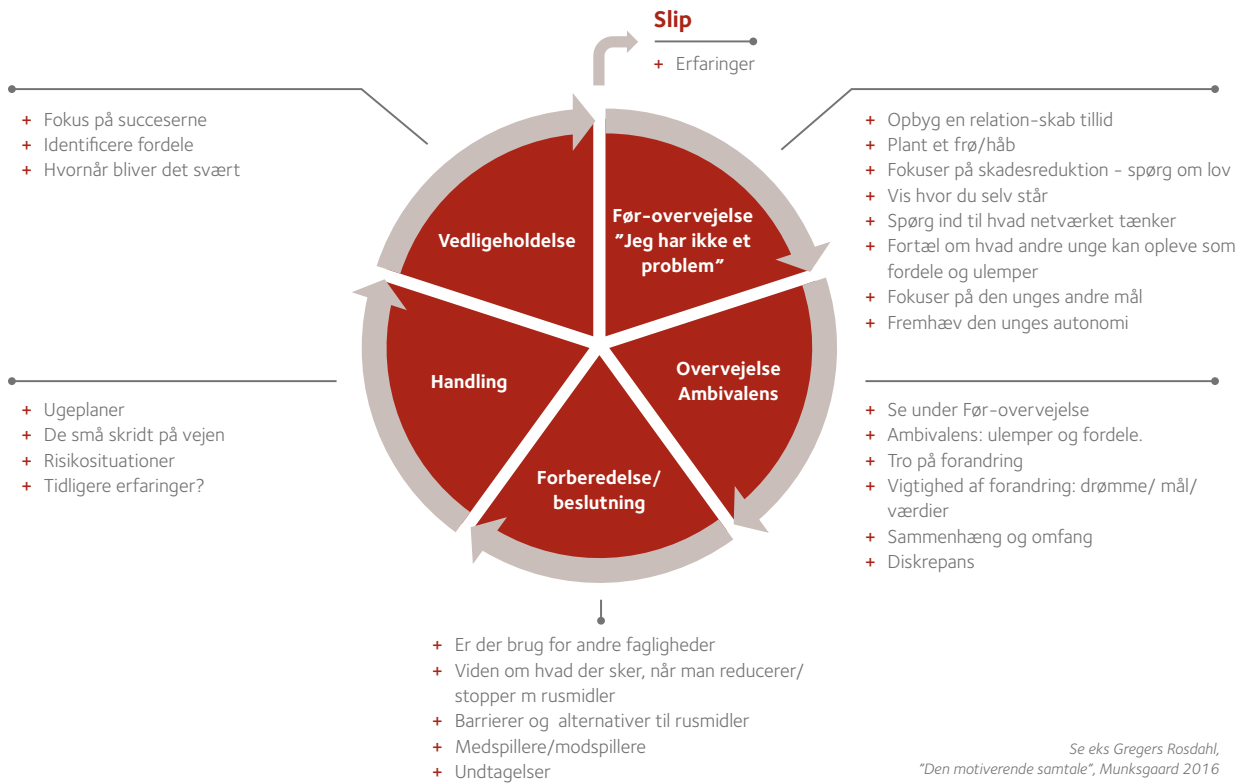 Slip
+ Erfaringer
+ Fokus på succeserne
+ Identificere fordele
+ Hvornår bliver det svært
+ Opbyg en relation-skab tillid
+ Plant et frø/håb
+ Fokuser på skadesreduktion - spørg om lov
+ Vis hvor du selv står
+ Spørg ind til hvad netværket tænker
+ Fortæl om hvad andre unge kan opleve som
fordele og ulemper
+ Fokuser på den unges andre mål
+ Fremhæv den unges autonomi
Vedligeholdelse
Før-overvejelse
"Jeg har ikke et
problem"
Handling
Overvejelse
Ambivalens
Forberedelse/
beslutning
+ Ugeplaner
+ De små skridt på vejen
+ Risikosituationer
+ Tidligere erfaringer?
+ Se under Før-overvejelse
+ Ambivalens: ulemper og fordele.
+ Tro på forandring
+ Vigtighed af forandring: drømme/ mål/
værdier
+ Sammenhæng og omfang
+ Diskrepans
+ Er der brug for andre fagligheder
+ Viden om hvad der sker, når man reducerer/
stopper m rusmidler
+ Barrierer og alternativer til rusmidler
+ Medspillere/modspillere
+ Undtagelser
Se eks Gregers Rosdahl,
"Den motiverende samtale", Munksgaard 2016